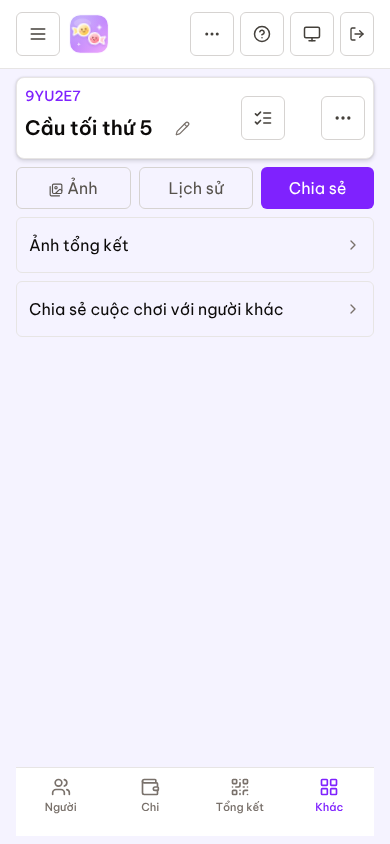 9YU2E7
Cầu tối thứ 5
Ảnh
Lịch sử
Chia sẻ
Ảnh tổng kết
Chia sẻ cuộc chơi với người khác
Người
Chi
Tổng kết
Khác